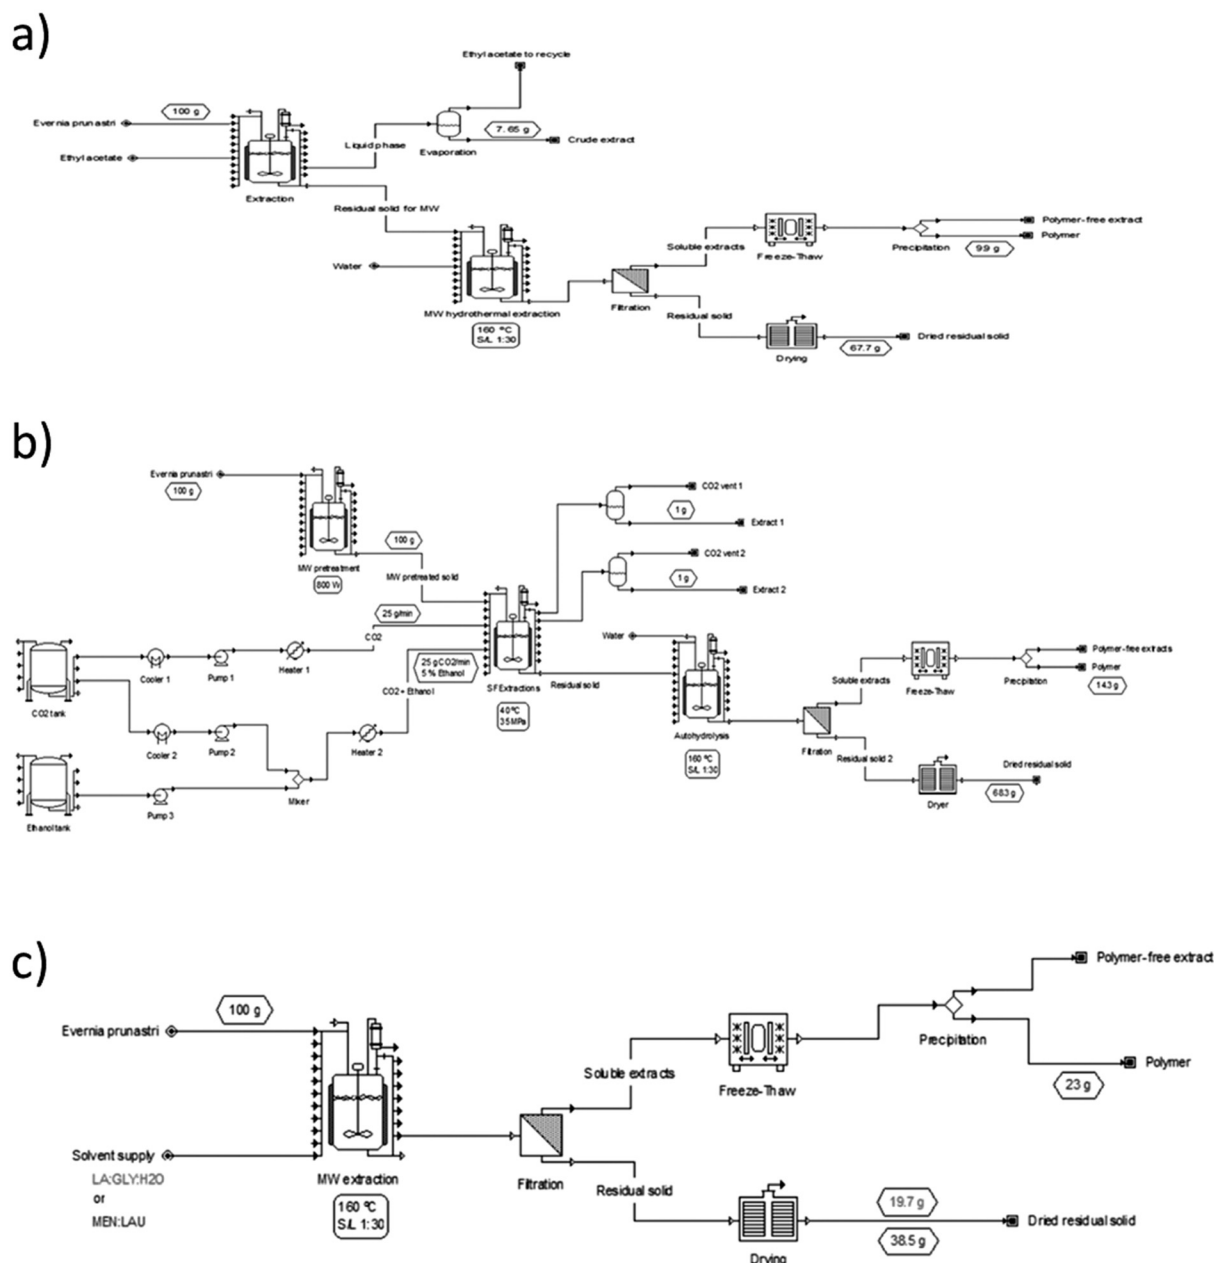 a)
Ethyl acetate to recycle
100 g
Evernia prunastri
7.65 g
Liquid phase
Crude extract
Evaporation
Ethyl acetate
Extraction
Residual solid for MW
Polymer-free extract
Soluble extracts
Polymer
Precipitation
9.9 g
Freeze-Thaw
Water
Filtration
MW hydrothermal extraction
Residual solid
160 ºC
S/L 1:30
Dried residual solid
67.7 g
Drying
b)
Evernia prunastri
100 g
CO2 vent 1
1 g
Extract 1
100 g
CO2 vent 2
MW pretreatment
MW pretreated solid
800 W
1 g
Extract 2
25 g/min
CO2
Water
Heater 1
Cooler 1
Pump 1
25 gCO2/min
5 % Ethanol
CO2 + Ethanol
SF Extractions
Residual solid
40ºC
35MPa
Polymer-free extracts
Polymer
Soluble extracts
Freeze-Thaw
Precipitation
14.3 g
CO2 tank
Cooler 2
Pump 2
Heater 2
Autohydrolysis
Filtration
160 ºC
S/L 1:30
Residual solid 2
Dried residual solid
68.3 g
Mixer
Dryer
Pump 3
Ethanol tank
c)
Polymer-free extract
100 g
Evernia prunastri
Precipitation
Soluble extracts
Polymer
Freeze-Thaw
23 g
Solvent supply
MW extraction
Filtration
Residual solid
LA:GLY:H2O
or
MEN:LAU
160 ºC
S/L 1:30
19.7 g
Dried residual solid
38.5 g
Drying